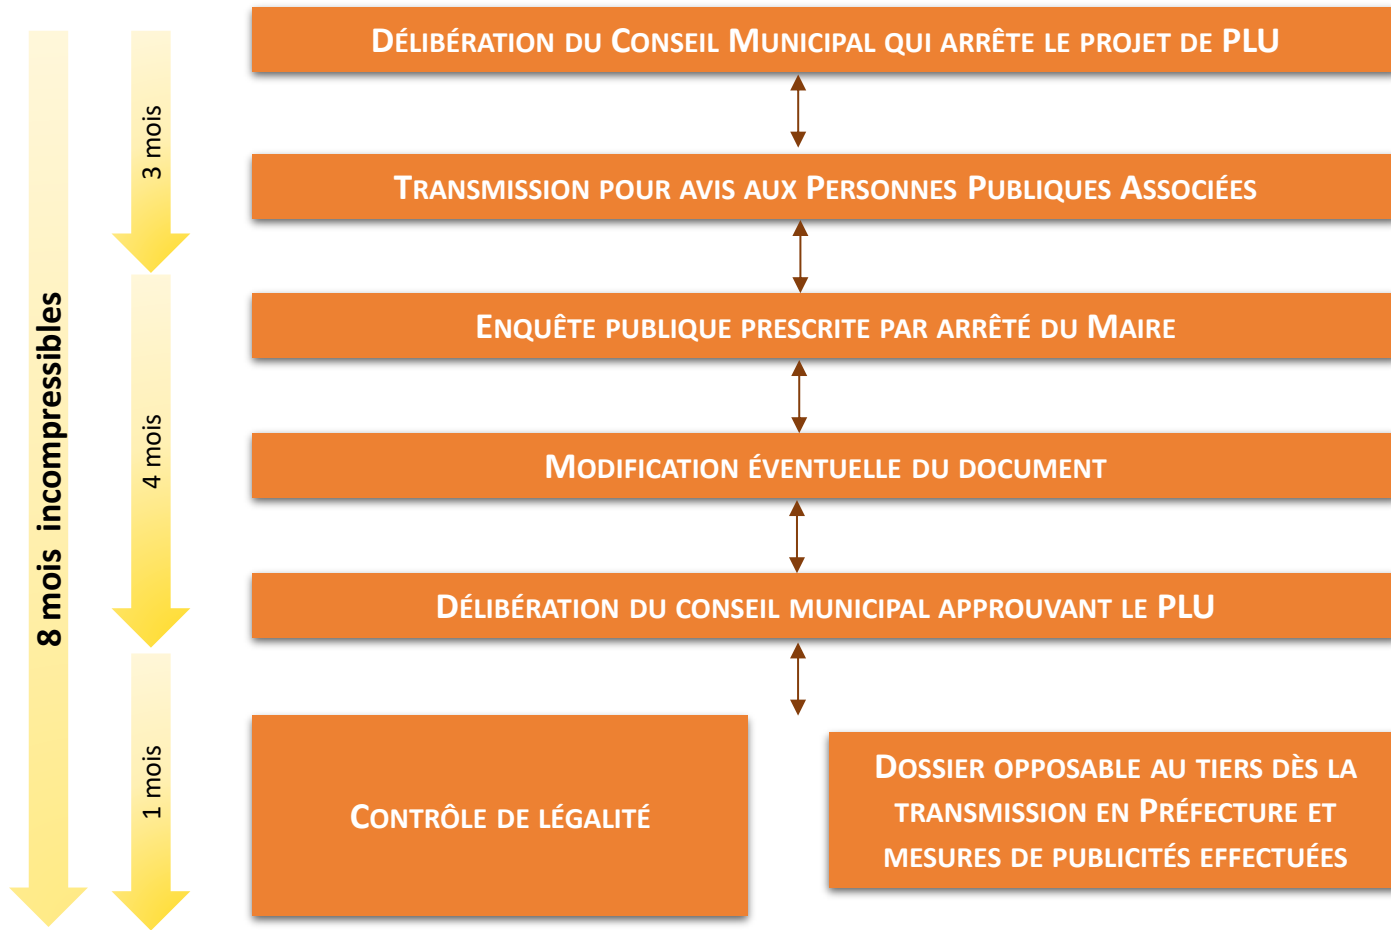 DÉLIBÉRATION DU CONSEIL MUNICIPAL QUI ARRÊTE LE PROJET DE PLU
3 mois
TRANSMISSION POUR AVIS AUX PERSONNES PUBLIQUES ASSOCIÉES
8 mois incompressibles
ENQUÊTE PUBLIQUE PRESCRITE PAR ARRÊTÉ DU MAIRE
4 mois
MODIFICATION ÉVENTUELLE DU DOCUMENT
DÉLIBÉRATION DU CONSEIL MUNICIPAL APPROUVANT LE PLU
1 mois
CONTRÔLE DE LÉGALITÉ
DOSSIER OPPOSABLE AU TIERS DÈS LA
TRANSMISSION EN PRÉFECTURE ET
MESURES DE PUBLICITÉS EFFECTUÉES